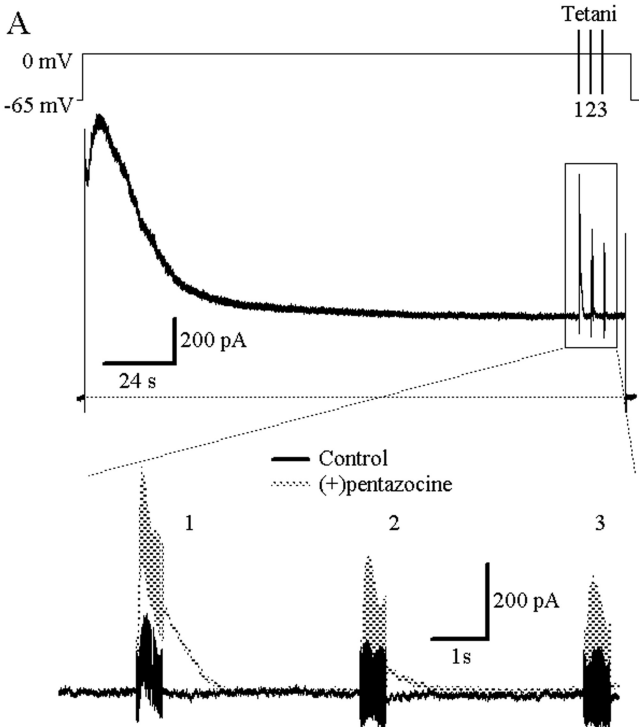 A
Tetani
0 mV
-65 mV
123
200 pA
24 s
Control
(+)pentazocine
1
2
3
200 pA
1s